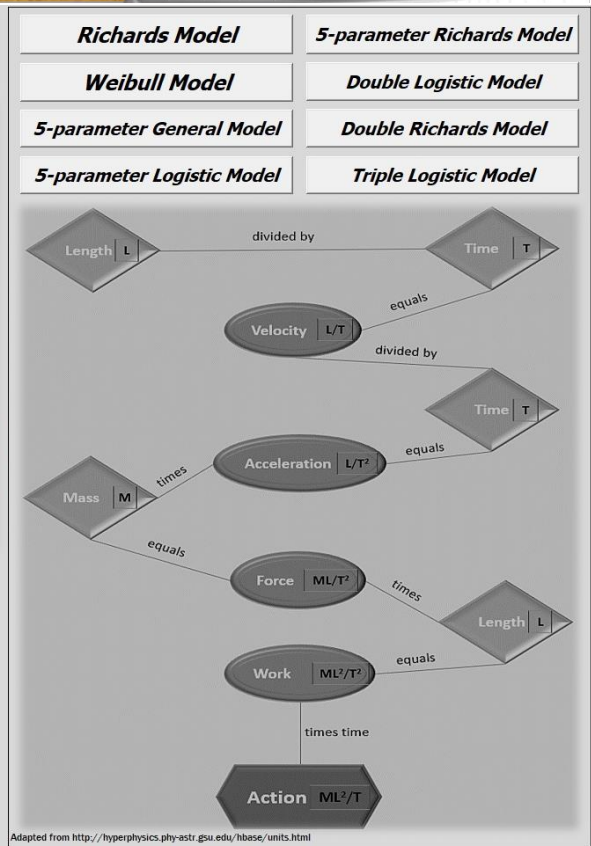 Richards Model
5-parameter Richards Model
Weibull Model
Double Logistic Model
5-parameter General Model
Double Richards Model
5-parameter Logistic Model
Triple Logistic Model
Length L
divided by
Time T
equals
Velocity L/T
divided by
Time T
equals
Acceleration L/T²
times
Mass M
equals
Force ML/T²
times
Length L
equals
Work ML²/T²
times time
Action ML²/T
Adapted from http://hyperphysics.phy-astr.gsu.edu/hbase/units.html